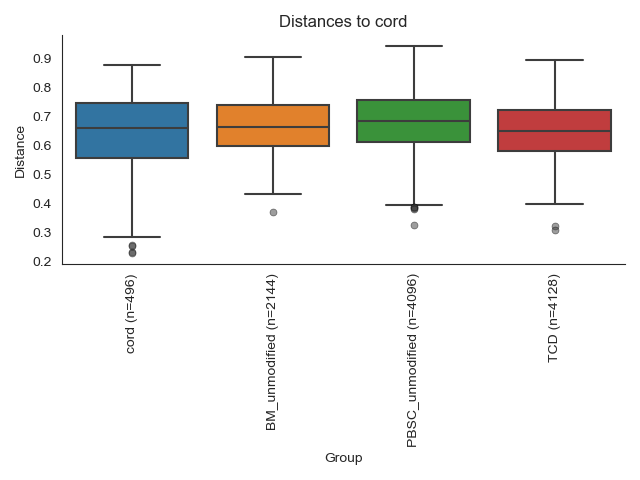 Distances to cord
Distance
0.9
0.8
0.7
0.6
0.5
0.4
0.3
0.2
cord (n=496)
BM_unmodified (n=2144)
PBSC_unmodified (n=4096)
TCD (n=4128)
Group